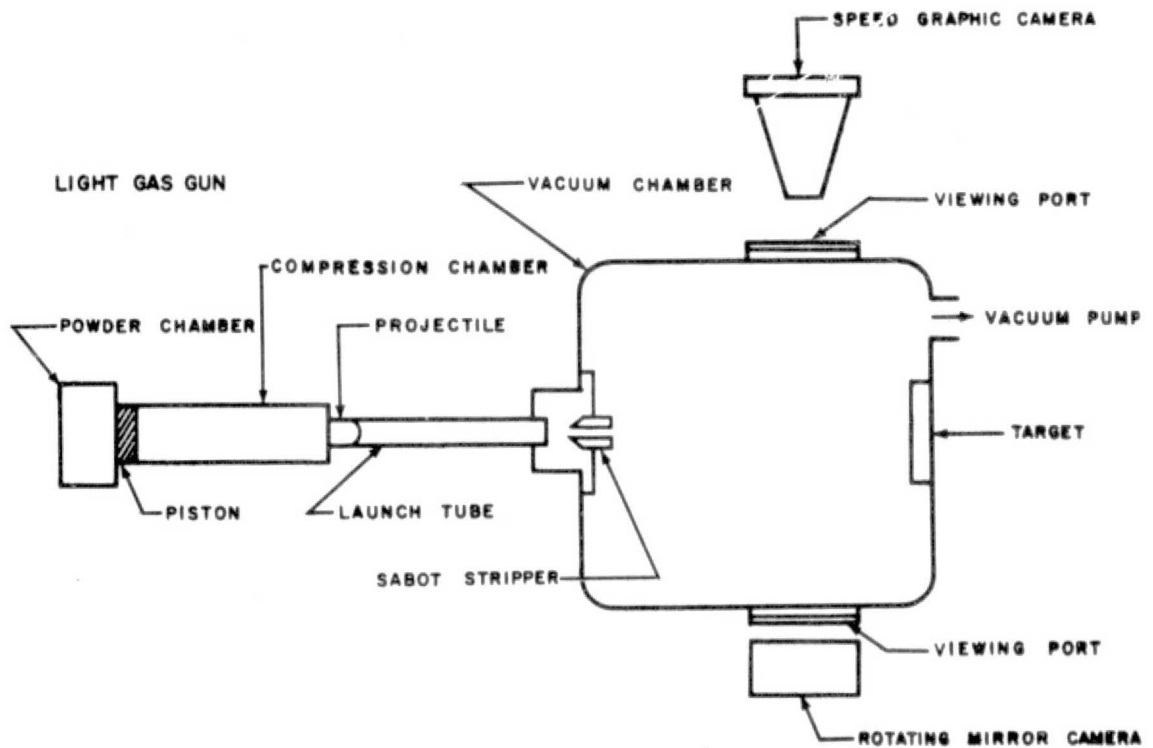 SPEED GRAPHIC CAMERA
LIGHT GAS GUN
VACUUM CHAMBER
VIEWING PORT
COMPRESSION CHAMBER
POWDER CHAMBER
PROJECTILE
VACUUM PUMP
TARGET
PISTON
LAUNCH TUBE
SABOT STRIPPER
VIEWING PORT
ROTATING MIRROR CAMERA